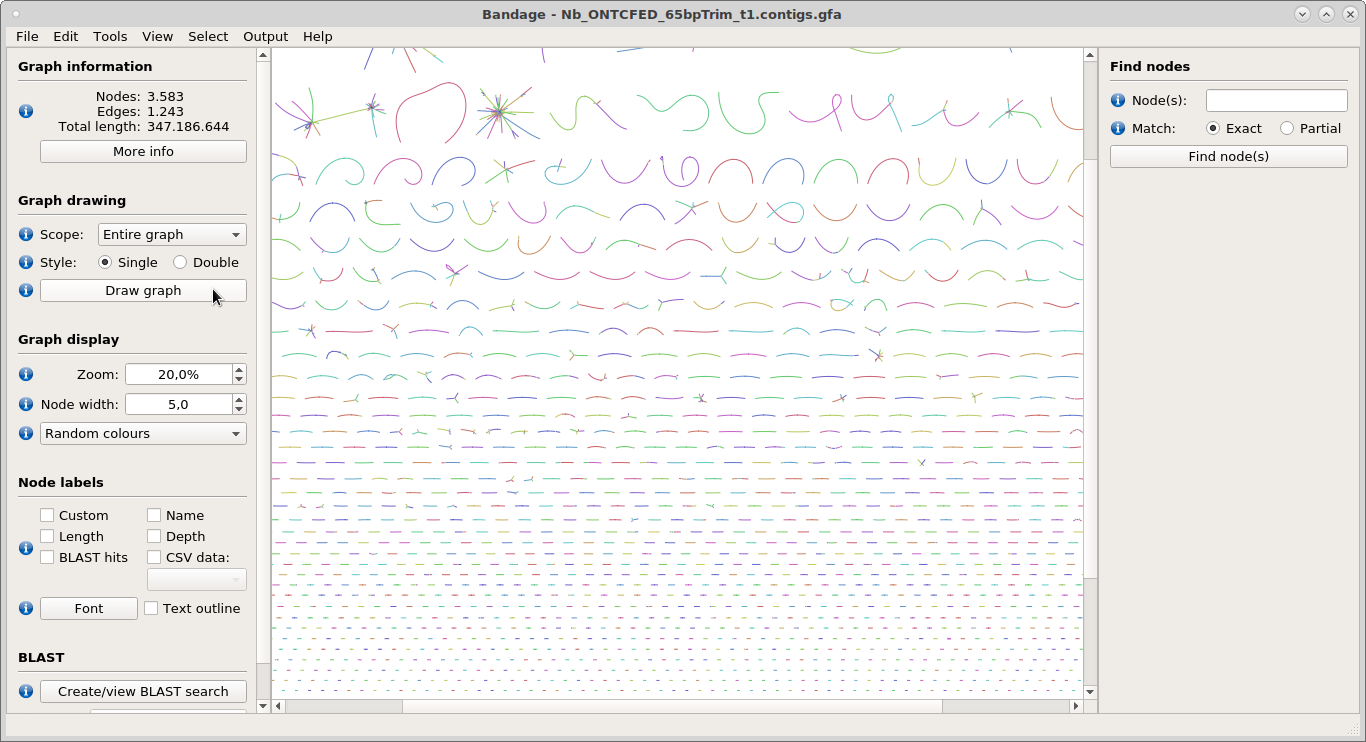 Bandage - Nb_ONTCFED_65bpTrim_t1.contigs.gfa
File Edit Tools View Select Output Help
Graph information
Nodes: 3.583
Edges: 1.243
Total length: 347.186.644
More info
Graph drawing
Scope: Entire graph
Style: Single Double
Draw graph
Graph display
Zoom: 20,0%
Node width: 5,0
Random colours
Node labels
Custom Name
Length Depth
BLAST hits CSV data:
Font Text outline
BLAST
Create/view BLAST search
Find nodes
Node(s):
Match: Exact Partial
Find node(s)